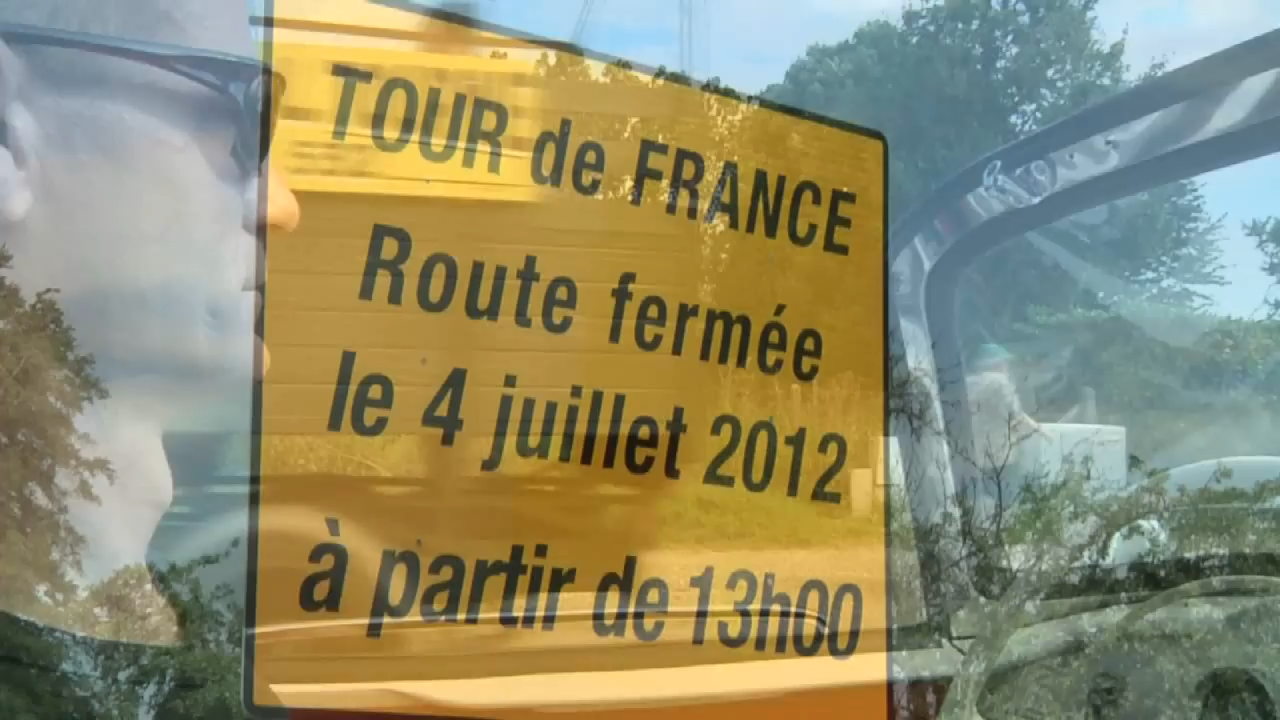 TOUR de FRANCE
Route fermée
le 4 juillet 2012
à partir de 13h00